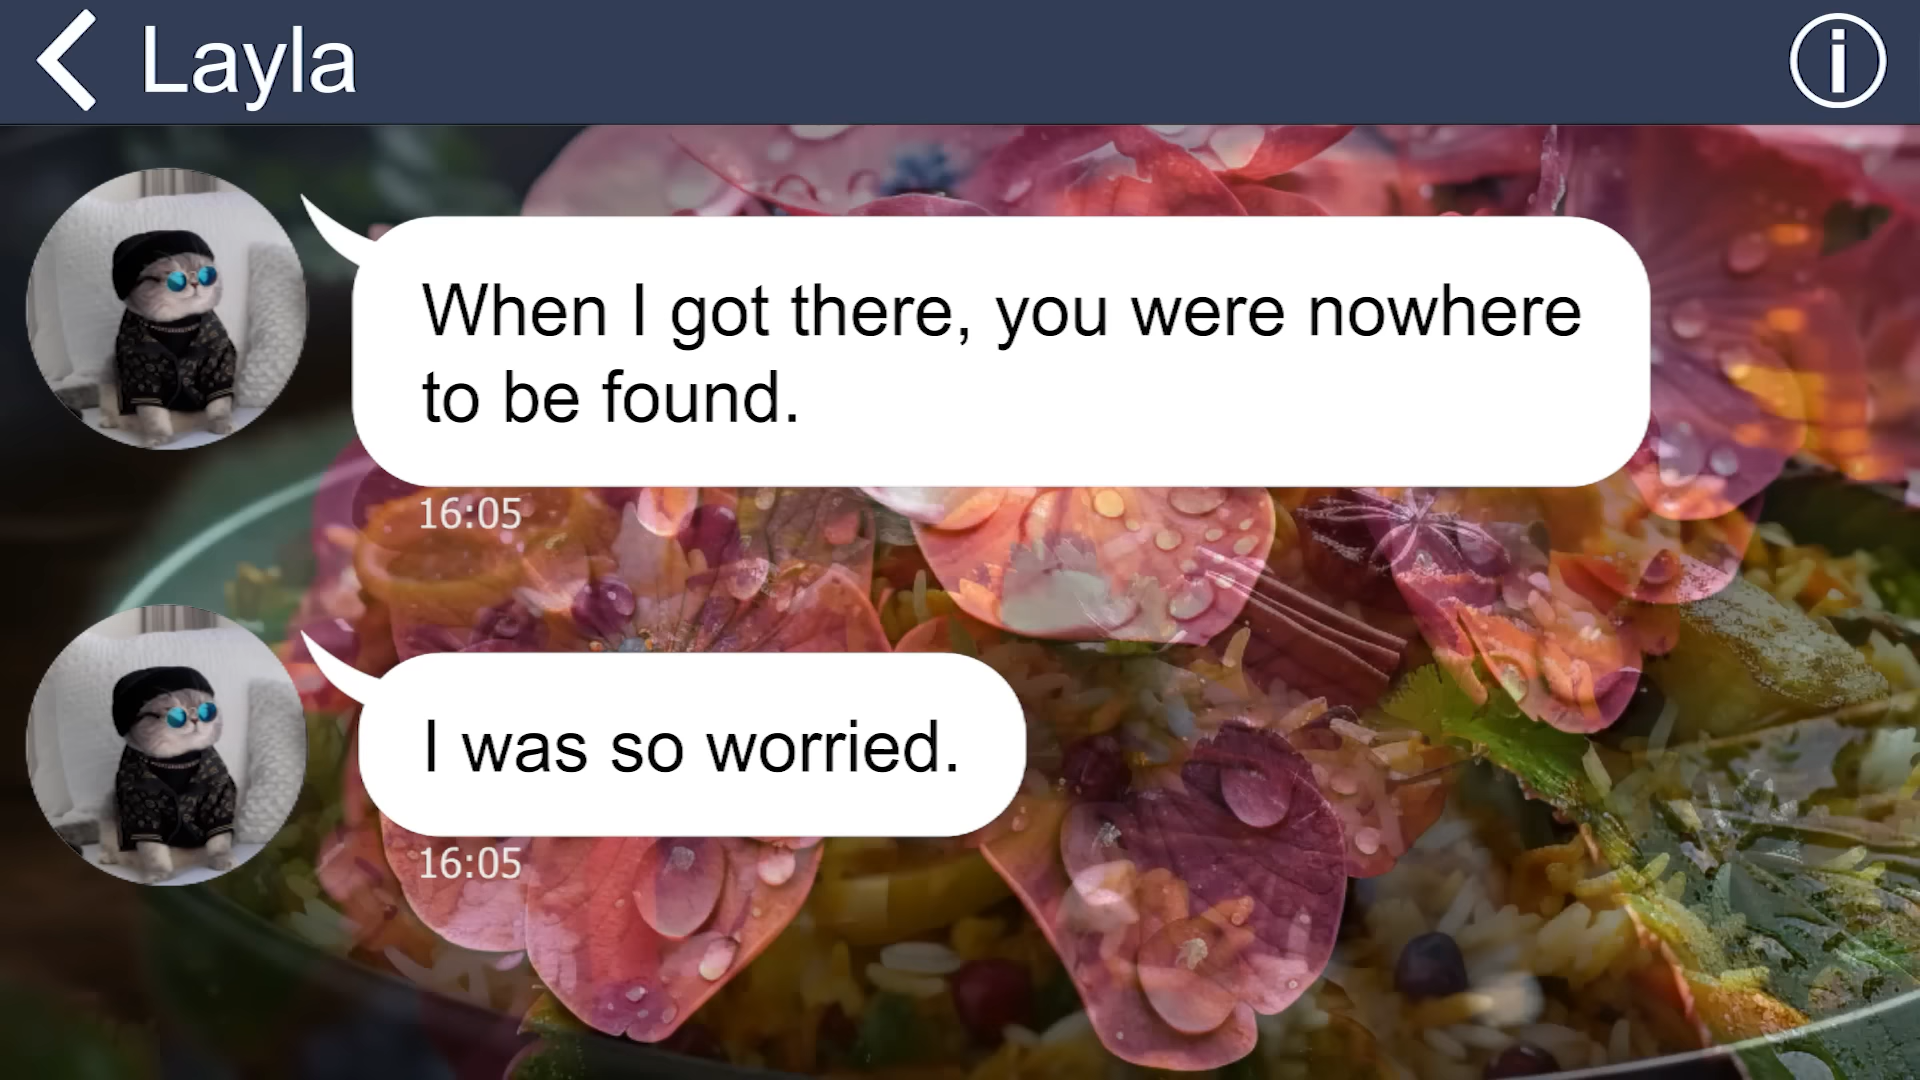 Layla
When I got there, you were nowhere
to be found.
16:05
I was so worried.
16:05